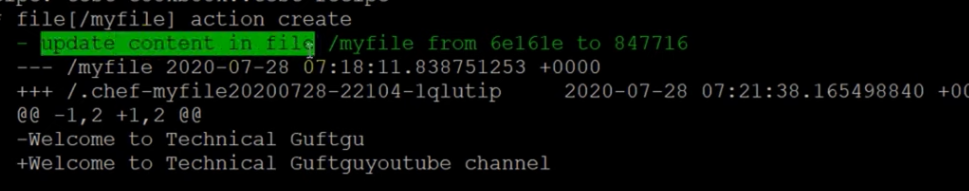 file[/myfile] action create
- update content in file /myfile from 6e161e to 847716
--- /myfile 2020-07-28 07:18:11.838751253 +0000
+++ /.chef-myfile20200728-22104-1qlutip 2020-07-28 07:21:38.165498840 +00
@@ -1,2 +1,2 @@
-Welcome to Technical Guftgu
+Welcome to Technical Guftguyoutube channel